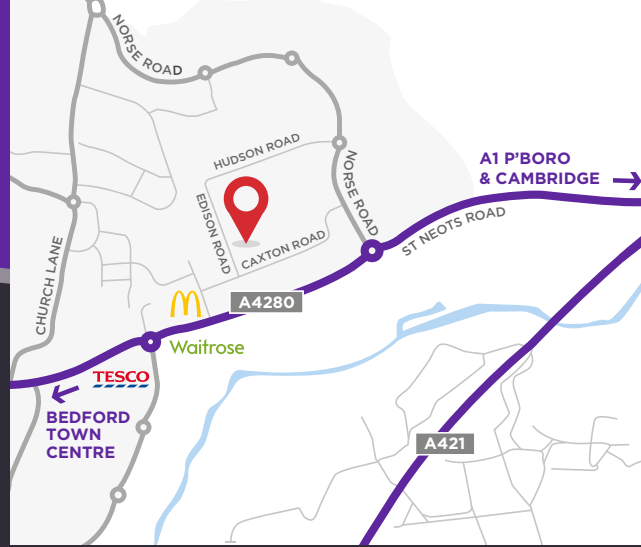 NORSE ROAD
HUDSON ROAD
A1 P'BORO
& CAMBRIDGE
NORSE ROAD
EDISON ROAD
ST NEOTS ROAD
CAXTON ROAD
CHURCH LANE
A4280
Waitrose
TESCO
BEDFORD
TOWN
CENTRE
A421